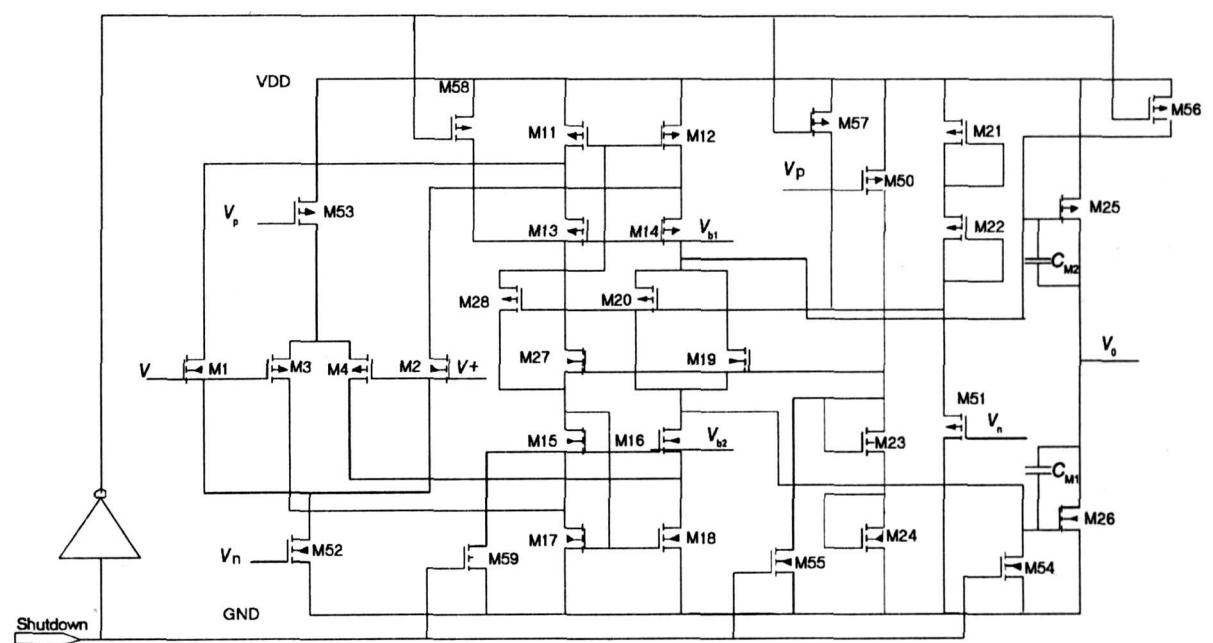 M58
VDD
M56
M11
M12
M57
M21
Vp
M50
M53
Vp
M25
M13
M14
Vb1
M22
CM2
M28
M20
V0
M27
M19
M1
M3
M4
M2
V
V+
M51
Vn
M15
M16
Vb2
M23
CM1
M26
M52
M17
M18
M24
Vn
M59
M55
M54
GND
Shutdown